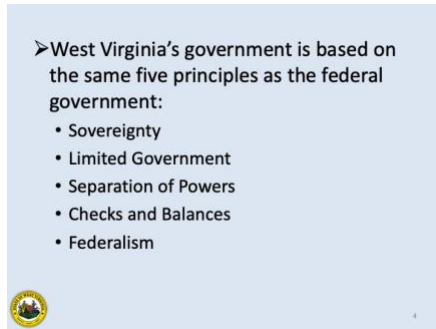 ➢West Virginia's government is based on
the same five principles as the federal
government:
• Sovereignty
• Limited Government
• Separation of Powers
• Checks and Balances
• Federalism
4